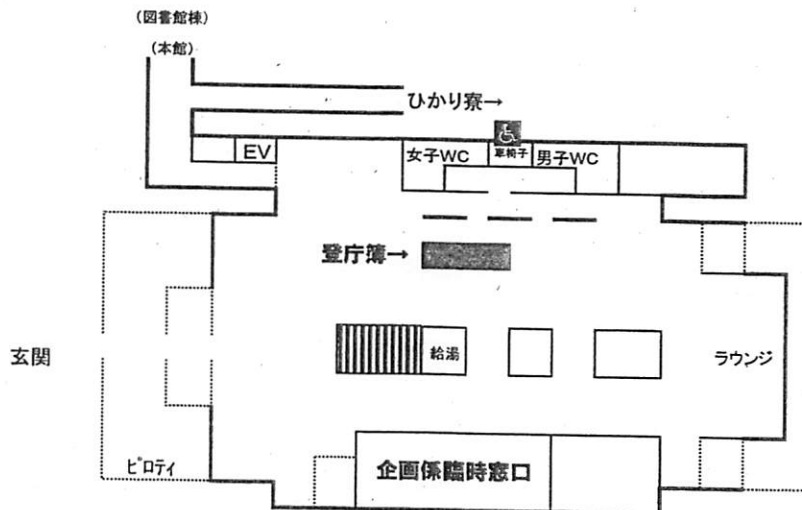 (図書館棟)
(本館)
ひかり寮→
EV
女子WC
車椅子
男子WC
登庁簿→
給湯
玄関
ラウンジ
ピロティ
企画係臨時窓口